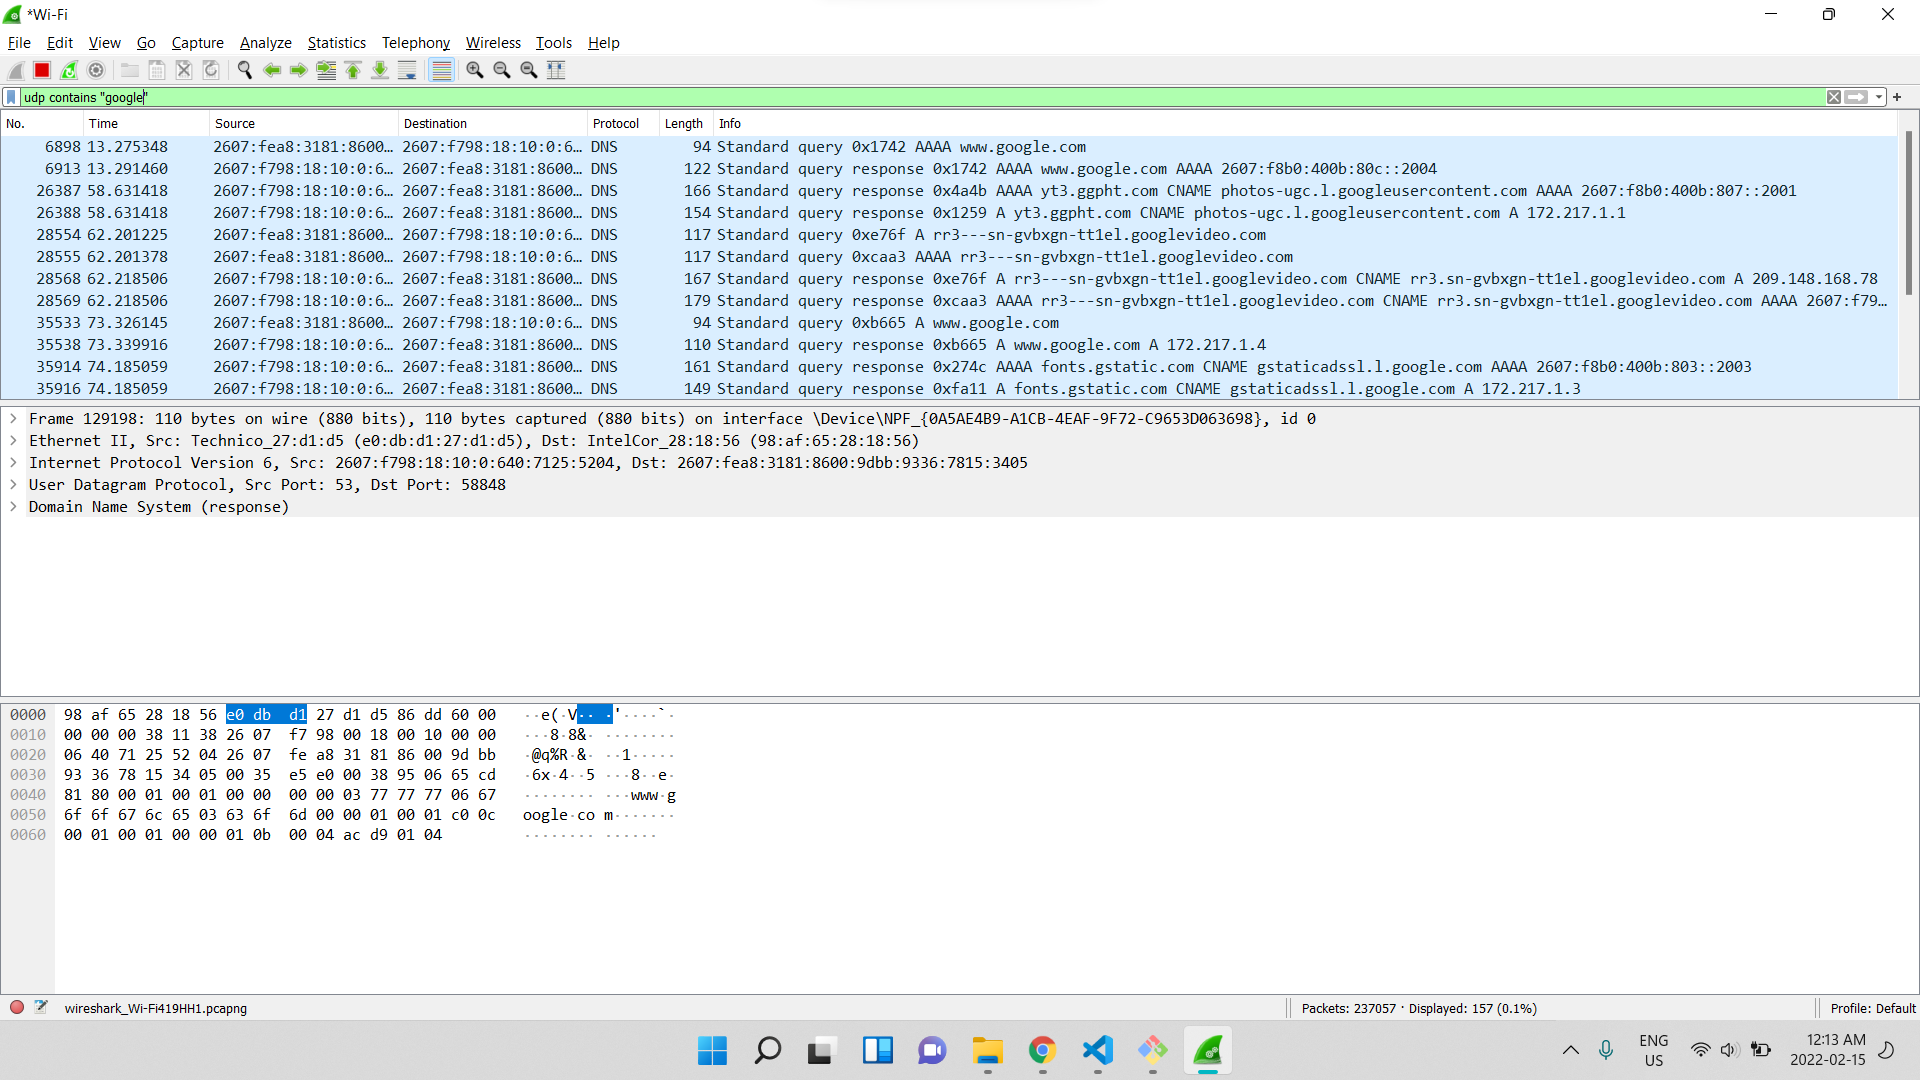 *Wi-Fi
File Edit View Go Capture Analyze Statistics Telephony Wireless Tools Help
udp contains "google"
No. Time Source Destination Protocol Length Info
6898 13.275348 2607:fea8:3181:8600… 2607:f798:18:10:0:6… DNS 94 Standard query 0x1742 AAAA www.google.com
6913 13.291460 2607:f798:18:10:0:6… 2607:fea8:3181:8600… DNS 122 Standard query response 0x1742 AAAA www.google.com AAAA 2607:f8b0:400b:80c::2004
26387 58.631418 2607:f798:18:10:0:6… 2607:fea8:3181:8600… DNS 166 Standard query response 0x4a4b AAAA yt3.ggpht.com CNAME photos-ugc.l.googleusercontent.com AAAA 2607:f8b0:400b:807::2001
26388 58.631418 2607:f798:18:10:0:6… 2607:fea8:3181:8600… DNS 154 Standard query response 0x1259 A yt3.ggpht.com CNAME photos-ugc.l.googleusercontent.com A 172.217.1.1
28554 62.201225 2607:fea8:3181:8600… 2607:f798:18:10:0:6… DNS 117 Standard query 0xe76f A rr3---sn-gvbxgn-tt1el.googlevideo.com
28555 62.201378 2607:fea8:3181:8600… 2607:f798:18:10:0:6… DNS 117 Standard query 0xcaa3 AAAA rr3---sn-gvbxgn-tt1el.googlevideo.com
28568 62.218506 2607:f798:18:10:0:6… 2607:fea8:3181:8600… DNS 167 Standard query response 0xe76f A rr3---sn-gvbxgn-tt1el.googlevideo.com CNAME rr3.sn-gvbxgn-tt1el.googlevideo.com A 209.148.168.78
28569 62.218506 2607:f798:18:10:0:6… 2607:fea8:3181:8600… DNS 179 Standard query response 0xcaa3 AAAA rr3---sn-gvbxgn-tt1el.googlevideo.com CNAME rr3.sn-gvbxgn-tt1el.googlevideo.com AAAA 2607:f79…
35533 73.326145 2607:fea8:3181:8600… 2607:f798:18:10:0:6… DNS 94 Standard query 0xb665 A www.google.com
35538 73.339916 2607:f798:18:10:0:6… 2607:fea8:3181:8600… DNS 110 Standard query response 0xb665 A www.google.com A 172.217.1.4
35914 74.185059 2607:f798:18:10:0:6… 2607:fea8:3181:8600… DNS 161 Standard query response 0x274c AAAA fonts.gstatic.com CNAME gstaticadssl.l.google.com AAAA 2607:f8b0:400b:803::2003
35916 74.185059 2607:f798:18:10:0:6… 2607:fea8:3181:8600… DNS 149 Standard query response 0xfa11 A fonts.gstatic.com CNAME gstaticadssl.l.google.com A 172.217.1.3
Frame 129198: 110 bytes on wire (880 bits), 110 bytes captured (880 bits) on interface \Device\NPF_{0A5AE4B9-A1CB-4EAF-9F72-C9653D063698}, id 0
Ethernet II, Src: Technico_27:d1:d5 (e0:db:d1:27:d1:d5), Dst: IntelCor_28:18:56 (98:af:65:28:18:56)
Internet Protocol Version 6, Src: 2607:f798:18:10:0:640:7125:5204, Dst: 2607:fea8:3181:8600:9dbb:9336:7815:3405
User Datagram Protocol, Src Port: 53, Dst Port: 58848
Domain Name System (response)
0000 98 af 65 28 18 56 e0 db d1 27 d1 d5 86 dd 60 00 ··e(·V·· ·'····`·
0010 00 00 00 38 11 38 26 07 f7 98 00 18 00 10 00 00 ···8·8&· ········
0020 06 40 71 25 52 04 26 07 fe a8 31 81 86 00 9d bb ·@q%R·&· ··1·····
0030 93 36 78 15 34 05 00 35 e5 e0 00 38 95 06 65 cd ·6x·4··5 ···8··e·
0040 81 80 00 01 00 01 00 00 00 00 03 77 77 77 06 67 ········ ···www·g
0050 6f 6f 67 6c 65 03 63 6f 6d 00 00 01 00 01 c0 0c oogle·co m·······
0060 00 01 00 01 00 00 01 0b 00 04 ac d9 01 04 ········ ······
wireshark_Wi-Fi419HH1.pcapng Packets: 237057 · Displayed: 157 (0.1%) Profile: Default
ENG 12:13 AM
US 2022-02-15